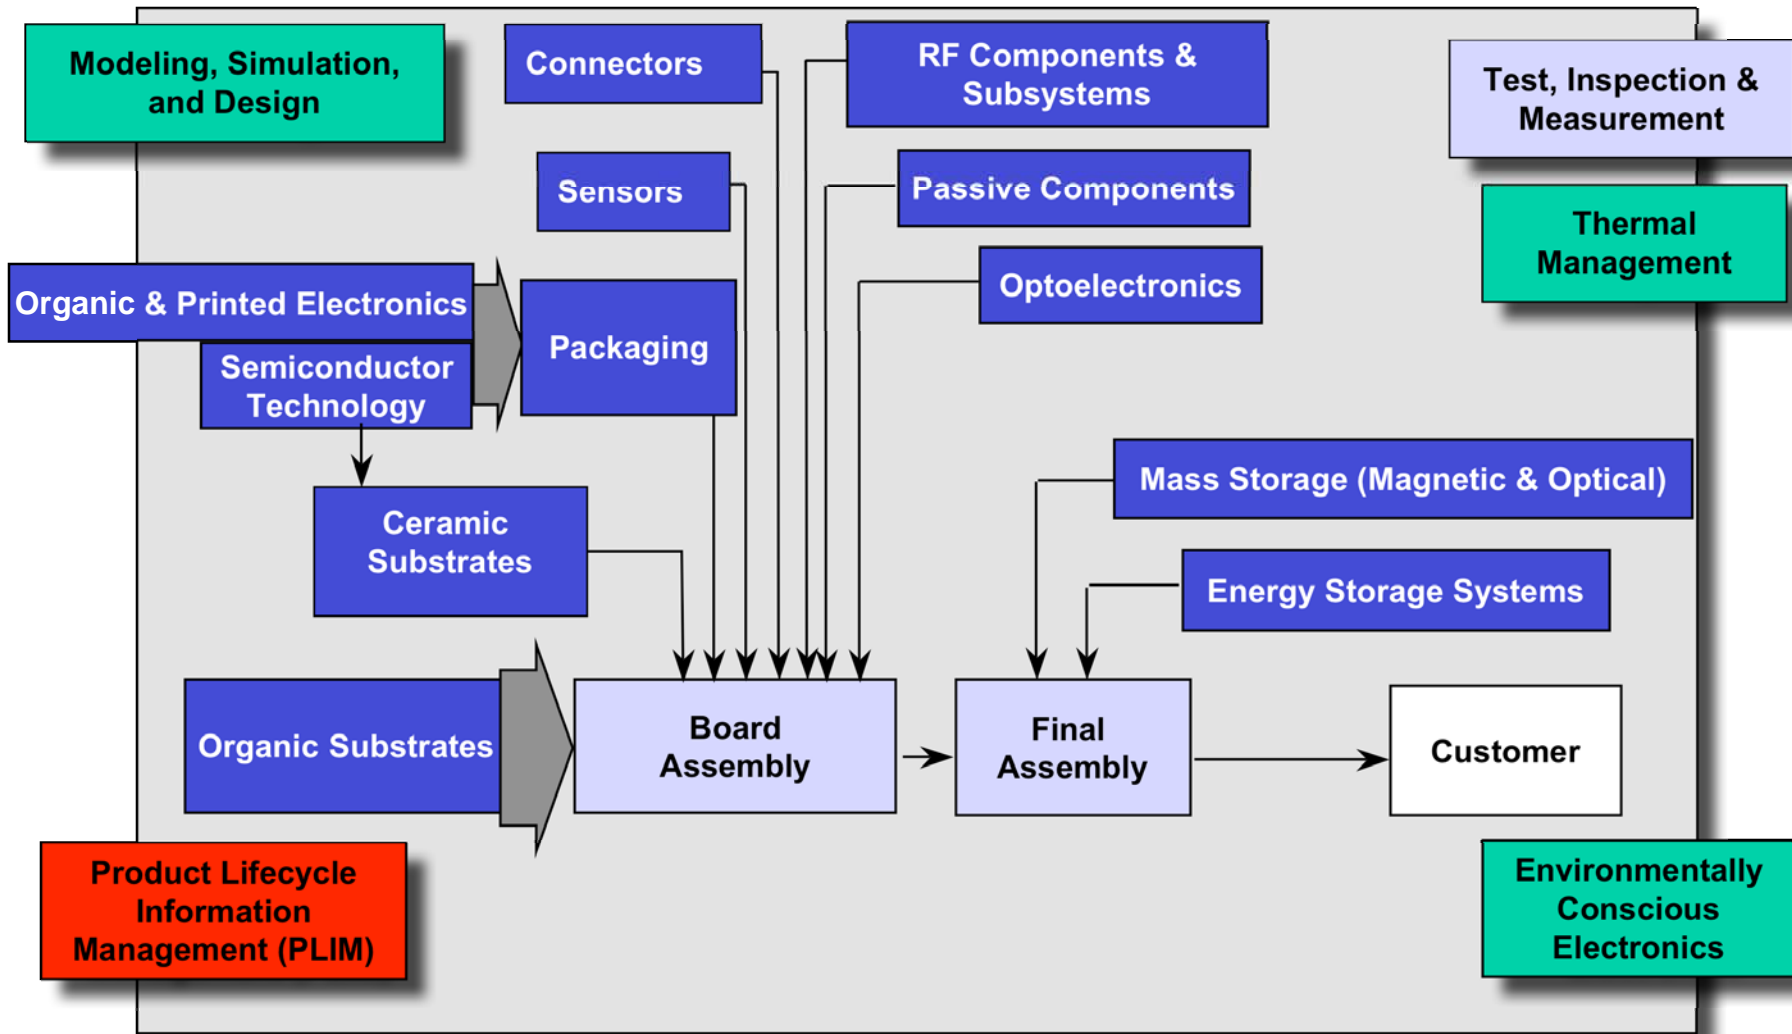 Modeling, Simulation,
and Design
Connectors
RF Components &
Subsystems
Test, Inspection &
Measurement
Sensors
Passive Components
Thermal
Management
Organic & Printed Electronics
Packaging
Optoelectronics
Semiconductor
Technology
Mass Storage (Magnetic & Optical)
Ceramic
Substrates
Energy Storage Systems
Organic Substrates
Board
Assembly
Final
Assembly
Customer
Product Lifecycle
Information
Management (PLIM)
Environmentally
Conscious
Electronics